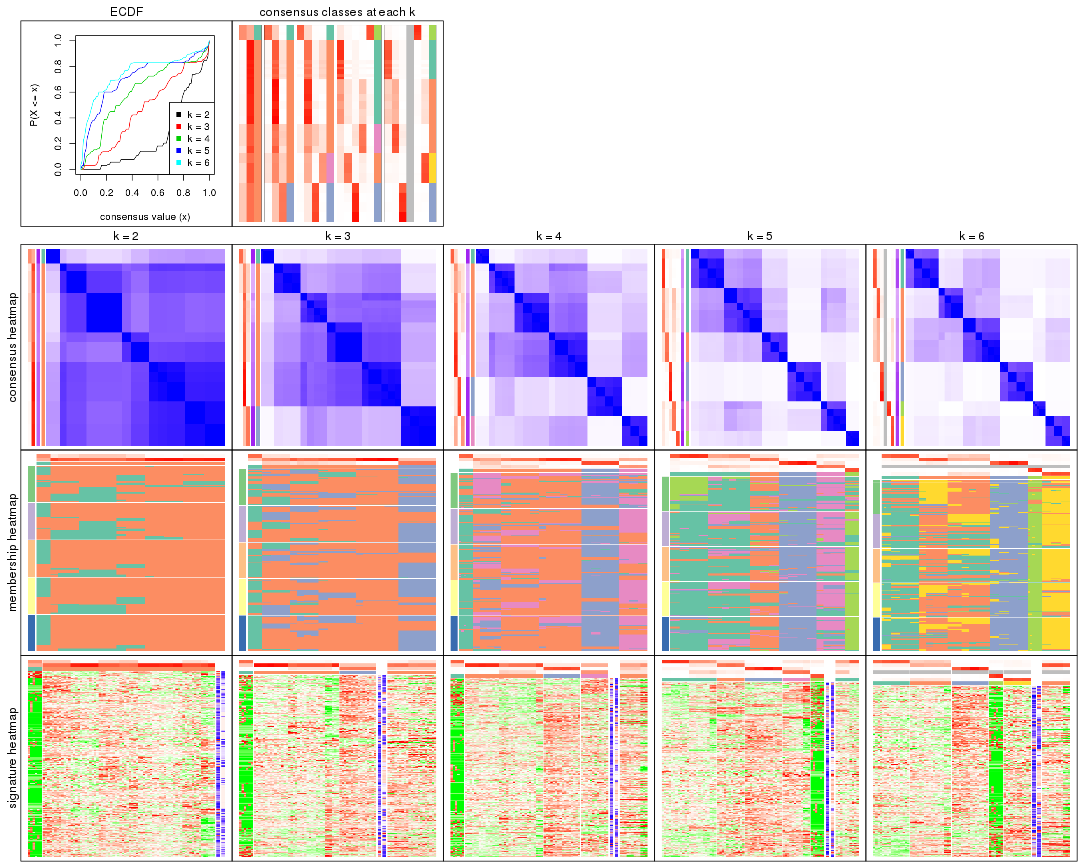 ECDF
consensus classes at each k
P(X <= x)
0.0 0.2 0.4 0.6 0.8 1.0
k = 2
k = 3
k = 4
k = 5
k = 6
0.0 0.2 0.4 0.6 0.8 1.0
consensus value (x)
k = 2
k = 3
k = 4
k = 5
k = 6
consensus heatmap
membership heatmap
signature heatmap